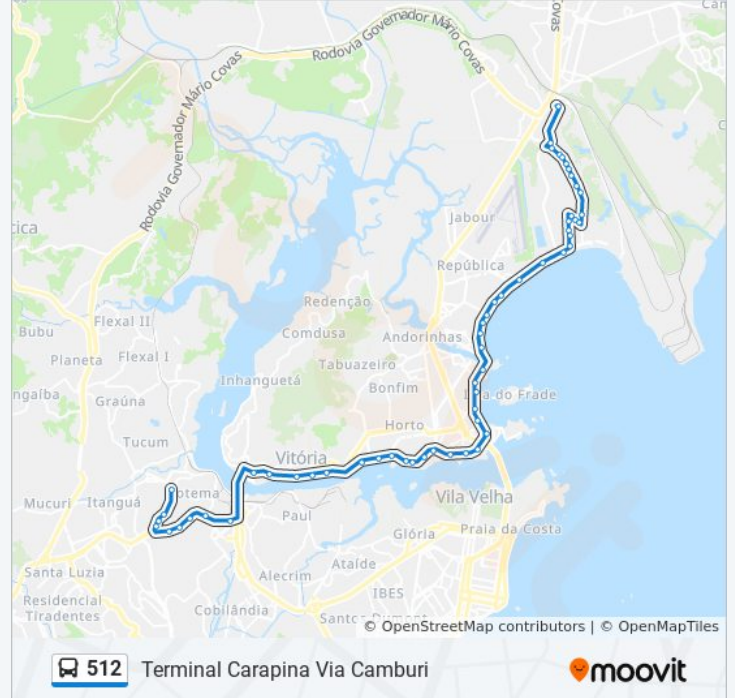 Covas
Can
Rodovia Governador Mário Covas
Rodovia Governador Mário Covas
Jabour
República
cica
Redenção
Flexal II
Bubu
Comdusa
Andorinhas
Planeta
Flexal I
Tabuazeiro
Inhanguetá
Bonfim
do Frade
ngaíba
Graúna
Horto
Tucum
Vitória
Mucuri
Itanguá
otema
Vila Velha
Paul
Praia da Costa
Glória
Ataíde
Santa Luzia
Alecrim
IBES
Residencial
Tiradentes
Cobilândia
© OpenStreetMap contributors | © OpenMapTiles
512 Terminal Carapina Via Camburi
moovit